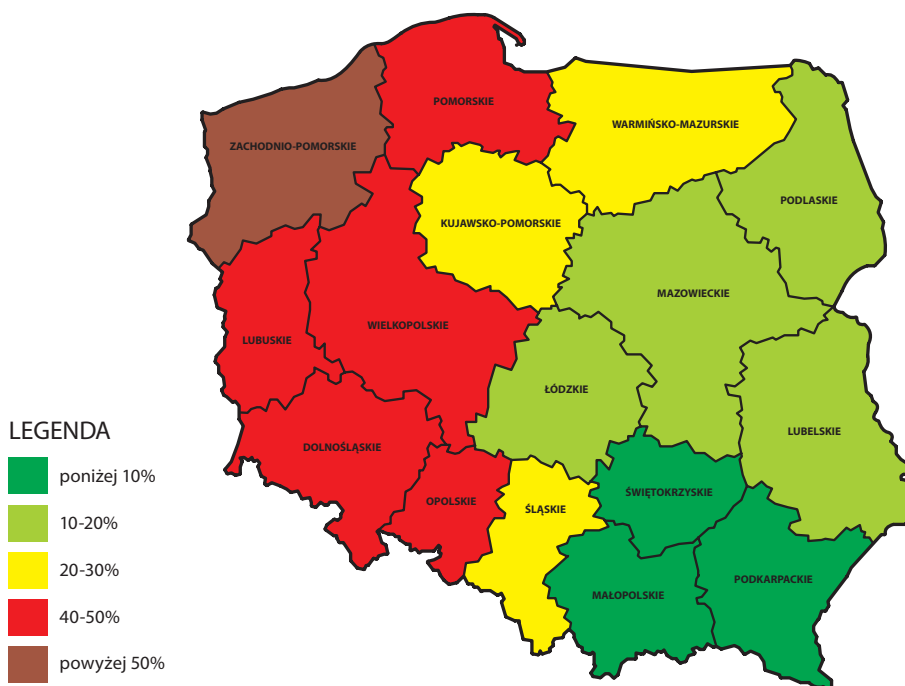 POMORSKIE
WARMIŃSKO-MAZURSKIE
ZACHODNIO-POMORSKIE
PODLASKIE
KUJAWSKO-POMORSKIE
MAZOWIECKIE
WIELKOPOLSKIE
LUBUSKIE
ŁÓDZKIE
LUBELSKIE
DOLNOŚLĄSKIE
OPOLSKIE
ŚLĄSKIE
ŚWIĘTOKRZYSKIE
PODKARPACKIE
MAŁOPOLSKIE
LEGENDA
poniżej 10%
10-20%
20-30%
40-50%
powyżej 50%